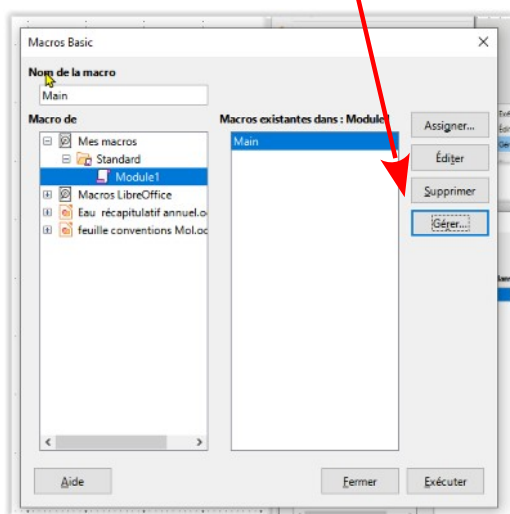 Macros Basic
Nom de la macro
Main
Macro de
Macros existantes dans : Module1
Assigner...
Mes macros
Main
Standard
Éditer
Module1
Supprimer
Macros LibreOffice
Eau récapitulatif annuel.o
Gérer...
feuille conventions Mol.oc
Aide
Fermer
Exécuter